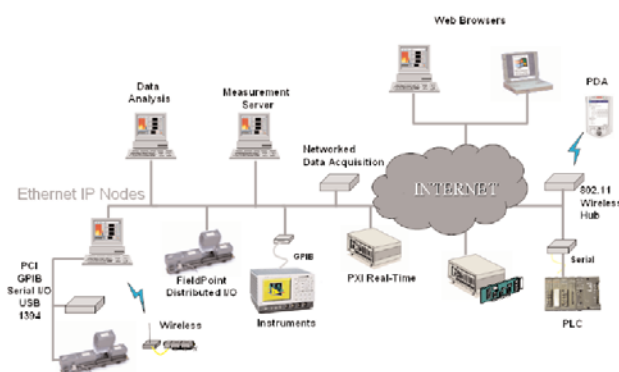 Web Browsers
Data
Analysis
Measurement
Server
PDA
Networked
Data Acquisition
INTERNET
802.11
Wireless
Hub
Ethernet IP Nodes
PCI
GPIB
Serial I/O
USB
1394
FieldPoint
Distributed I/O
GPIB
Instruments
PXI Real-Time
Serial
PLC
Wireless